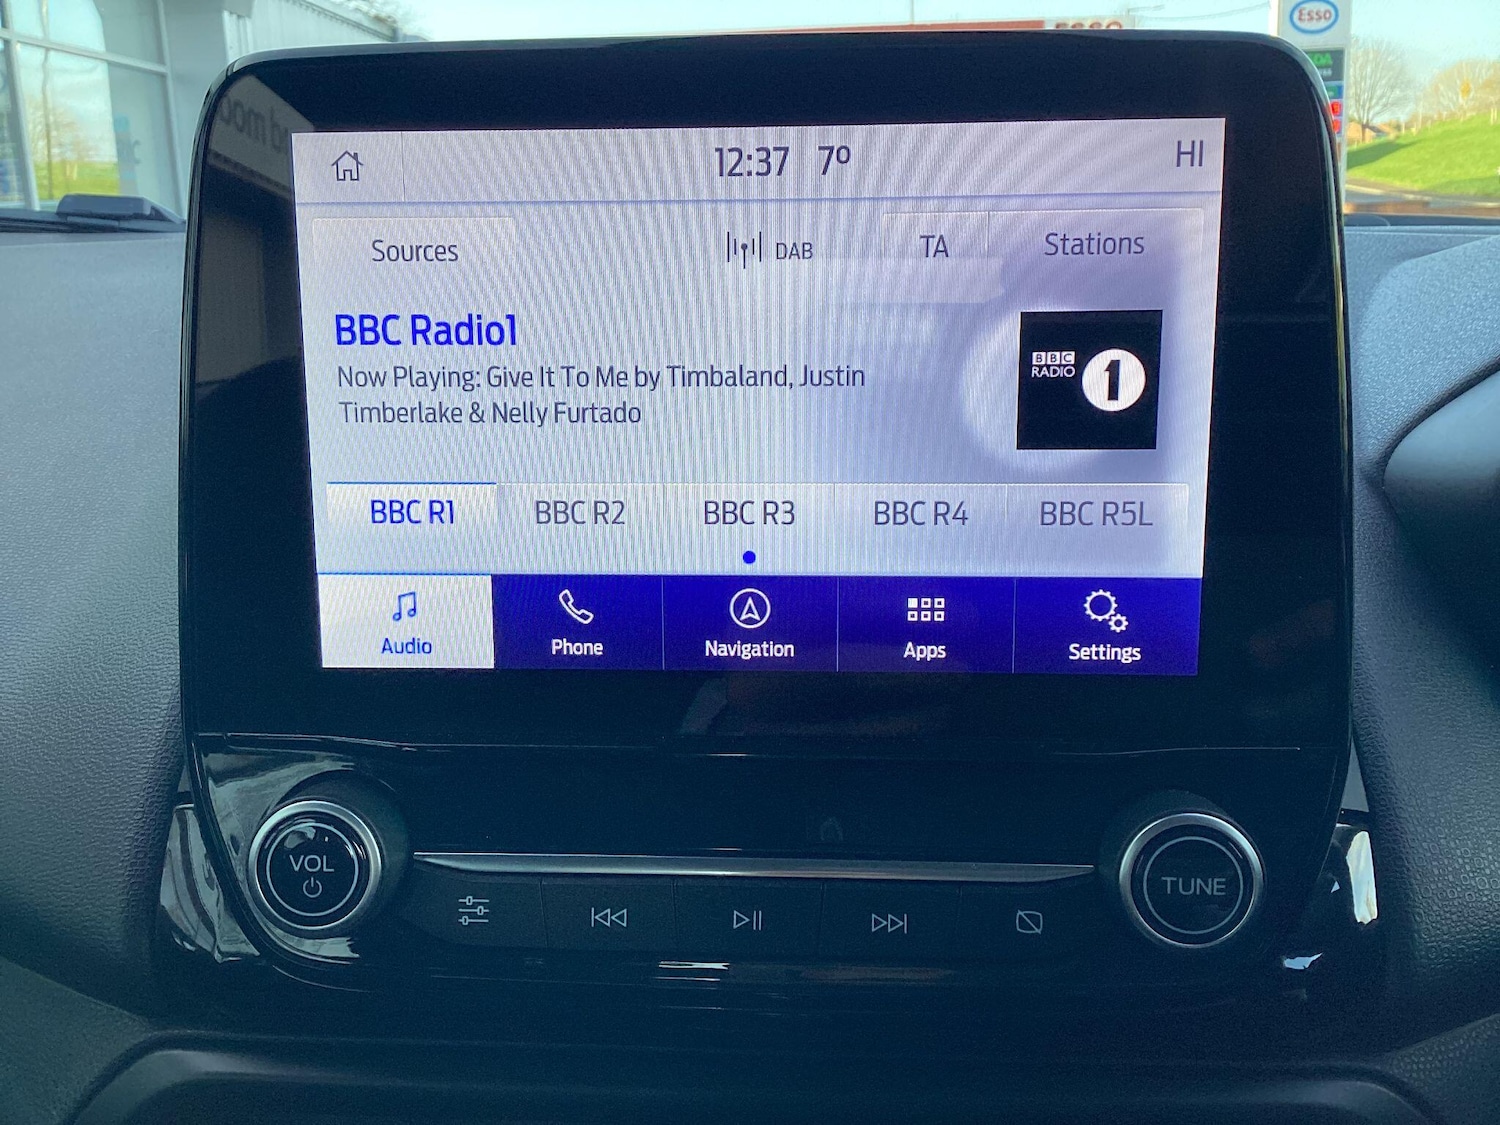 ESSO
Esso
12:37 7º HI
Sources DAB TA Stations
BBC Radio1
Now Playing: Give It To Me by Timbaland, Justin
Timberlake & Nelly Furtado
BBC
RADIO
1
BBC R1 BBC R2 BBC R3 BBC R4 BBC R5L
Audio Phone Navigation Apps Settings
VOL
TUNE